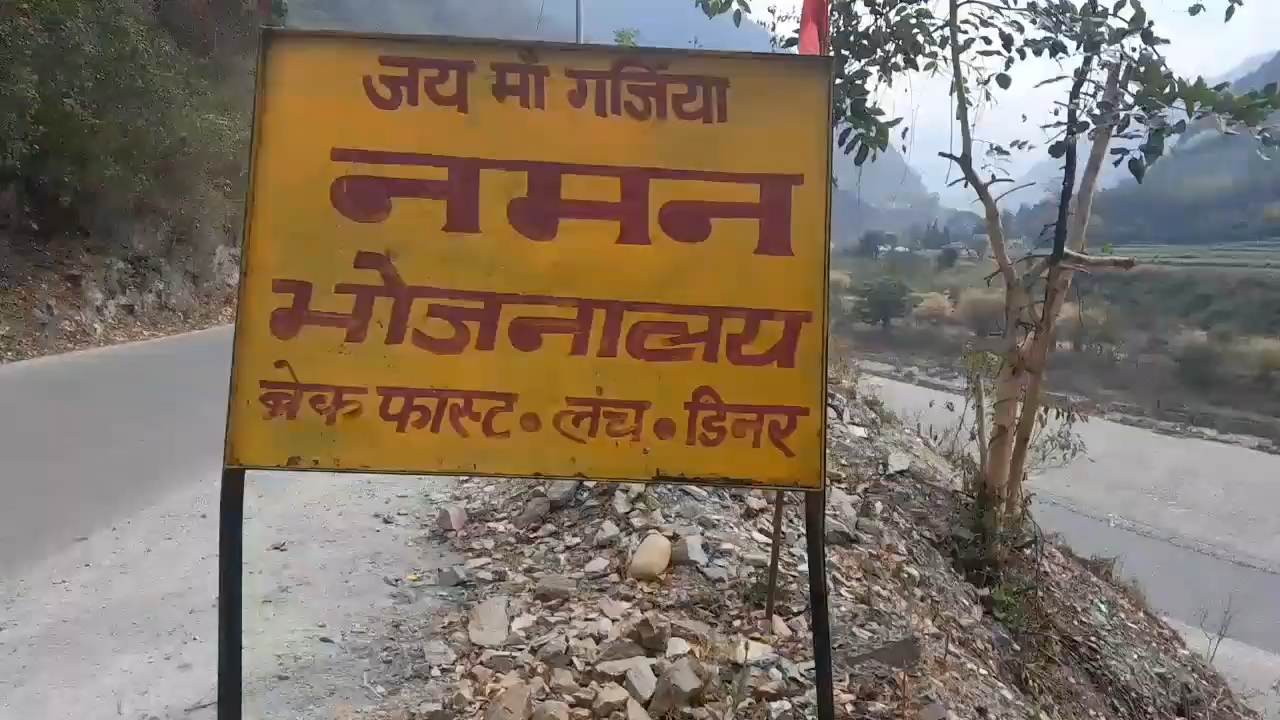 जय माँ गर्जिया
नमन
भोजनालय
ब्रेक फास्ट • लंच • डिनर